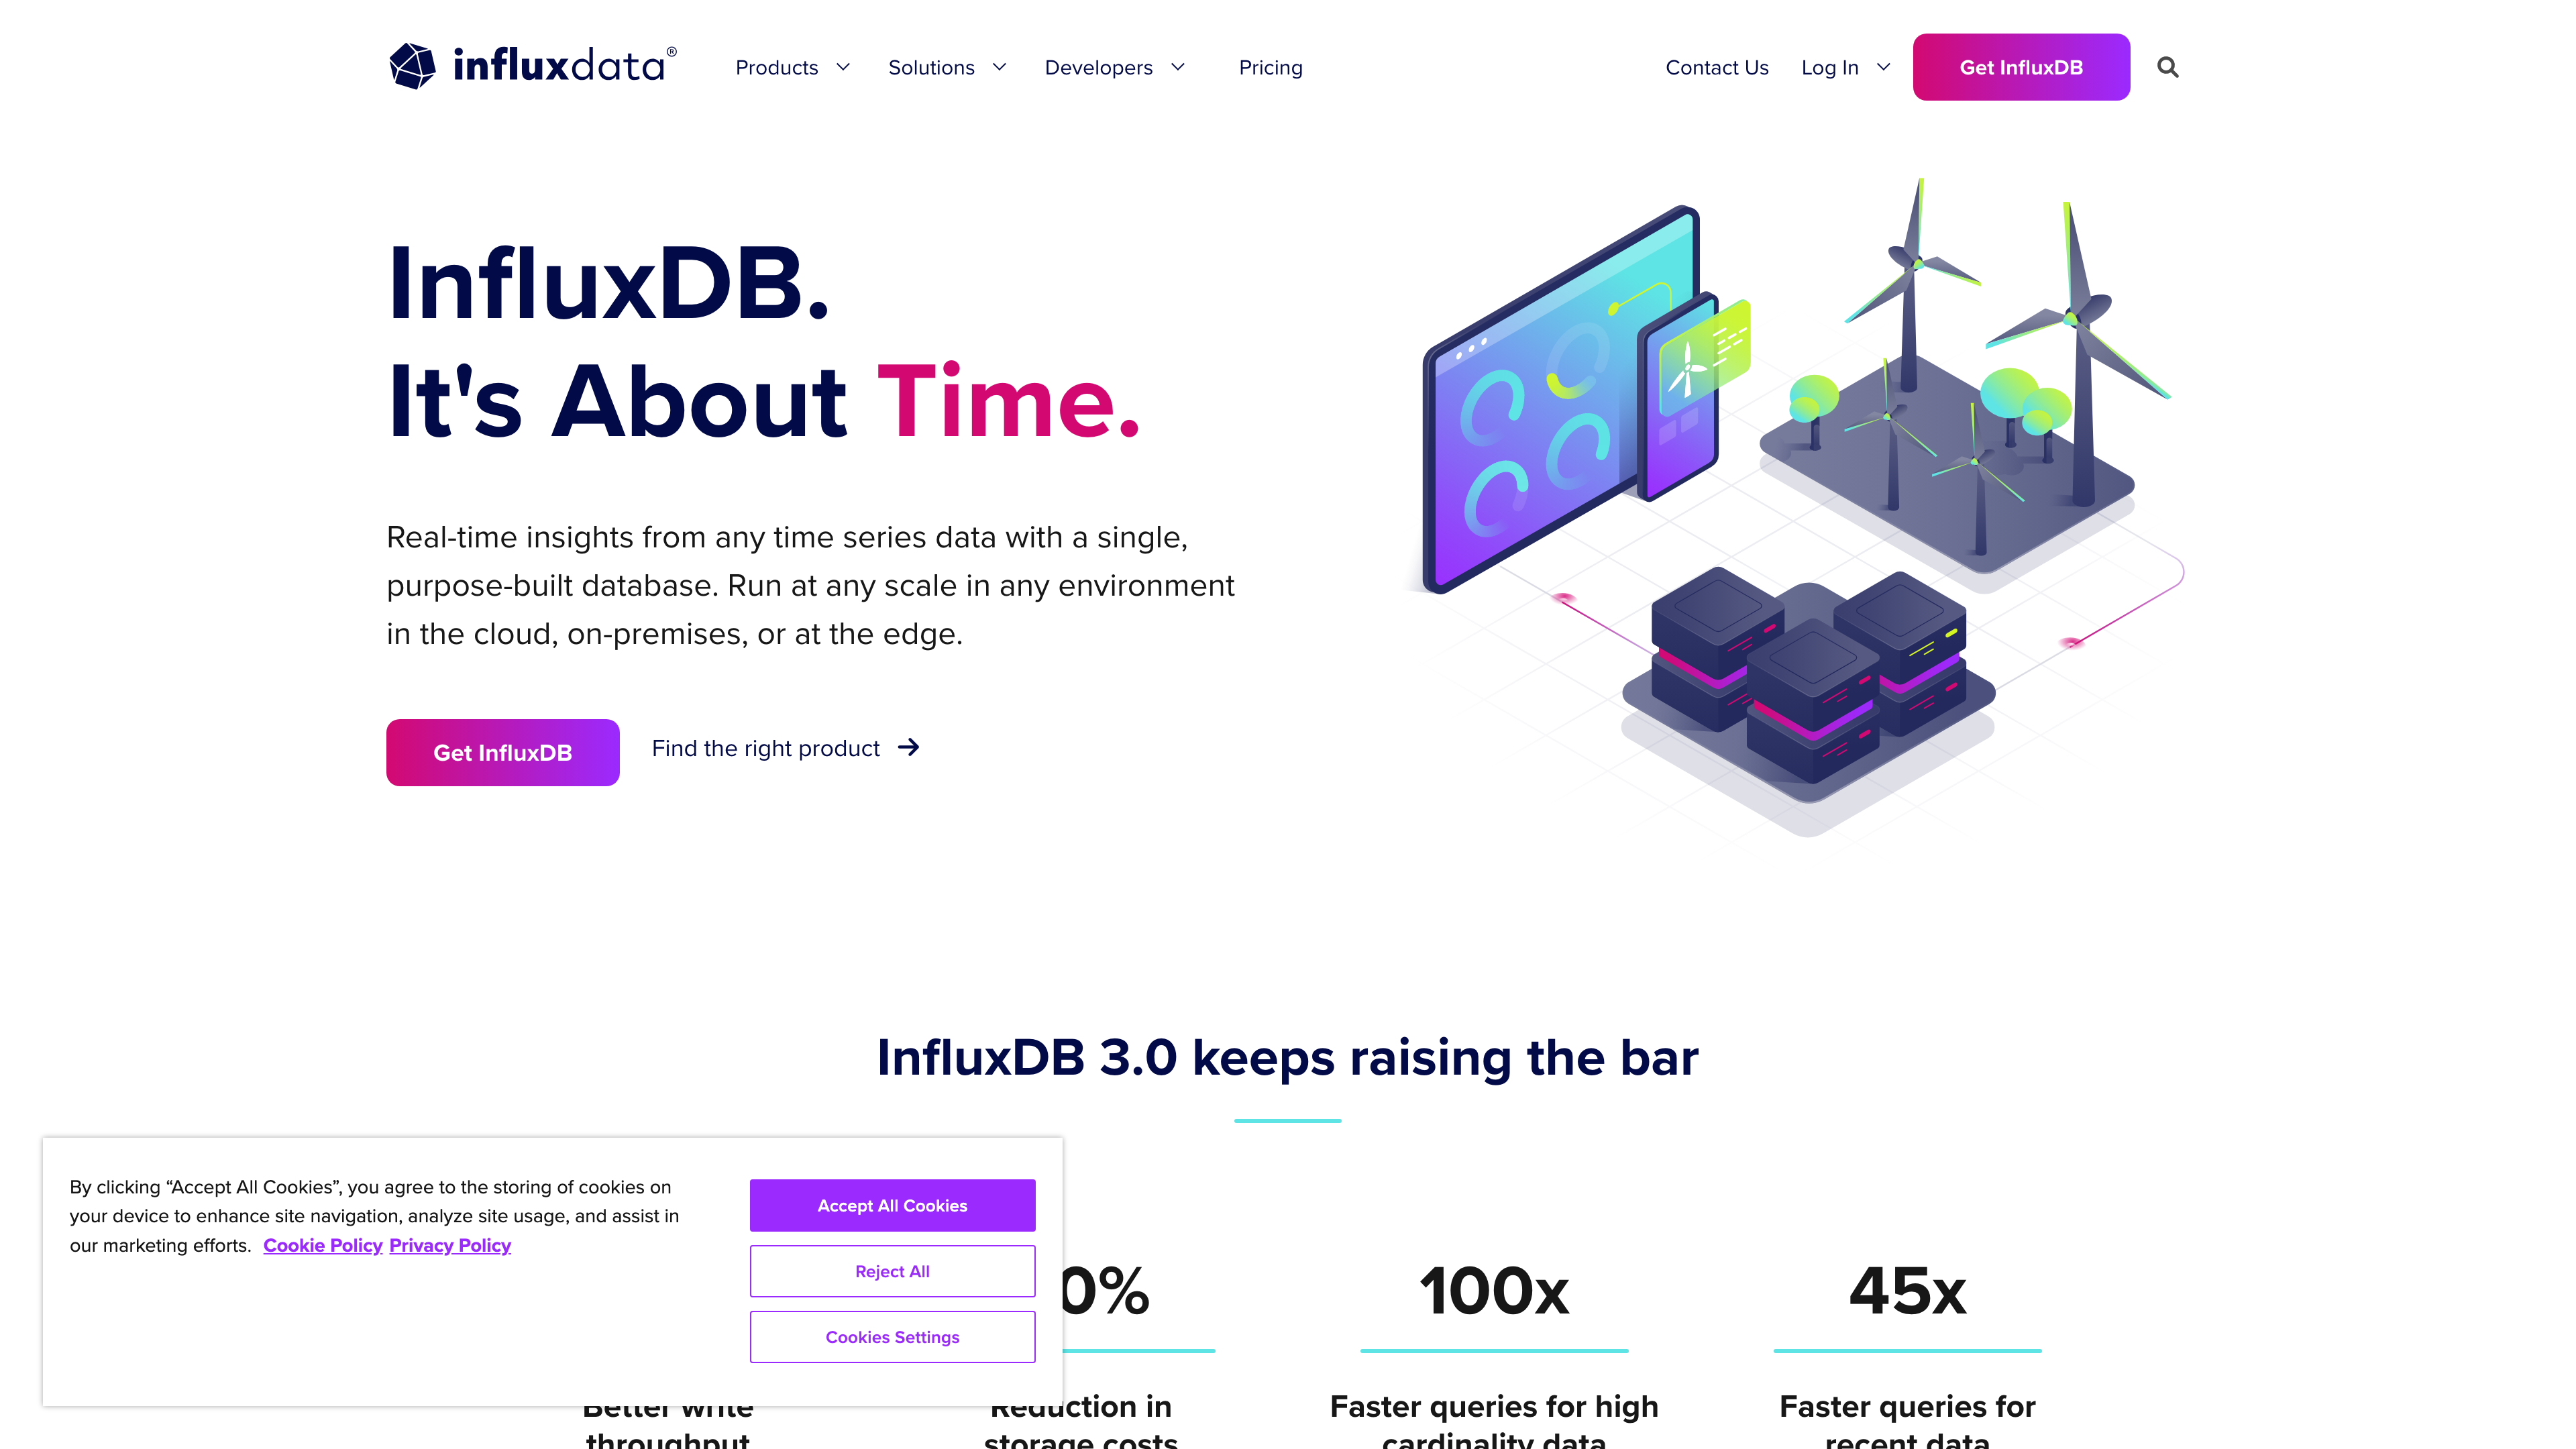 influxdata®
Products
Solutions
Developers
Pricing
Contact Us
Log In
Get InfluxDB
InfluxDB.
It's About Time.
Real-time insights from any time series data with a single,
purpose-built database. Run at any scale in any environment
in the cloud, on-premises, or at the edge.
Get InfluxDB
Find the right product
InfluxDB 3.0 keeps raising the bar
By clicking “Accept All Cookies”, you agree to the storing of cookies on
your device to enhance site navigation, analyze site usage, and assist in
our marketing efforts. Cookie Policy Privacy Policy
Accept All Cookies
Reject All
Cookies Settings
0%
100x
45x
Better write
throughput
Reduction in
storage costs
Faster queries for high
cardinality data
Faster queries for
recent data